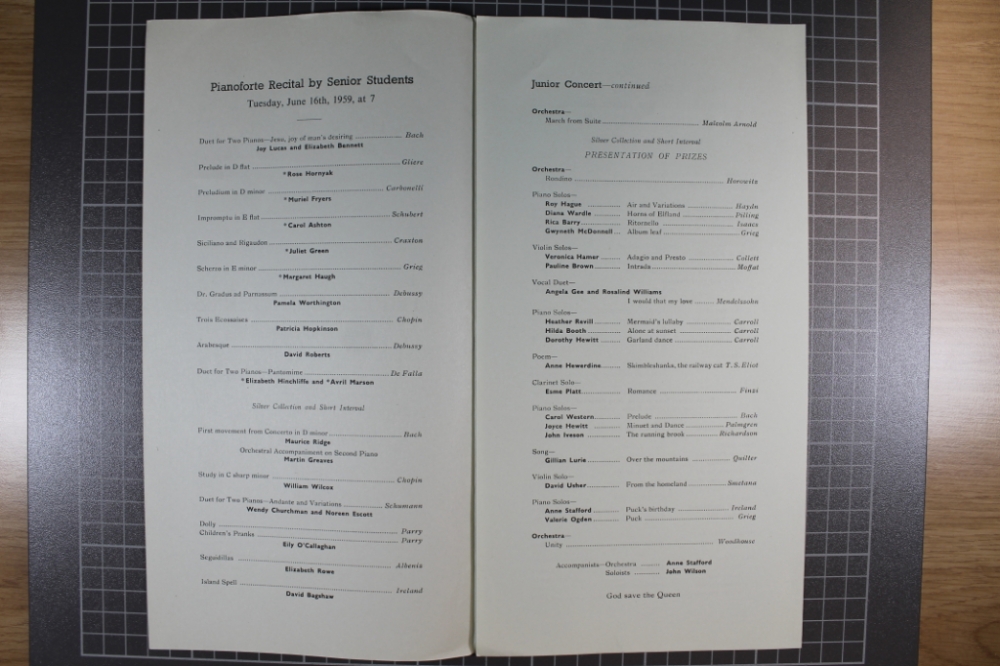 Pianoforte Recital by Senior Students
Tuesday, June 16th, 1959, at 7
Duet for Two Pianos—Jesu, joy of man's desiring ... Bach
Joy Lucas and Elizabeth Bennett
Prelude in D flat ... Gliere
*Rose Hornyak
Preludium in D minor ... Carbonelli
*Muriel Fryers
Impromptu in E flat ... Schubert
*Carol Ashton
Siciliano and Rigaudon ... Craxton
*Juliet Green
Scherzo in E minor ... Grieg
*Margaret Haugh
Dr. Gradus ad Parnassum ... Debussy
Pamela Worthington
Trois Ecossaises ... Chopin
Patricia Hopkinson
Arabesque ... Debussy
David Roberts
Duet for Two Pianos—Pantomime ... De Falla
*Elizabeth Hinchliffe and *Avril Marson
Silver Collection and Short Interval
First movement from Concerto in D minor ... Bach
Maurice Ridge
Orchestral Accompaniment on Second Piano
Martin Greaves
Study in C sharp minor ... Chopin
William Wilcox
Duet for Two Pianos—Andante and Variations ... Schumann
Wendy Churchman and Noreen Escott
Dolly ... Parry
Children's Pranks ... Parry
Eily O'Callaghan
Seguidillas ... Albenis
Elizabeth Rowe
Island Spell ... Ireland
David Bagshaw
Junior Concert—continued
Orchestra—
March from Suite ... Malcolm Arnold
Silver Collection and Short Interval
PRESENTATION OF PRIZES
Orchestra—
Rondino ... Horowitz
Piano Solos—
Roy Hague ... Air and Variations ... Haydn
Diana Wardle ... Horns of Elfland ... Pilling
Rica Barry ... Ritornello ... Isaacs
Gwyneth McDonnell ... Album leaf ... Grieg
Violin Solos—
Veronica Hamer ... Adagio and Presto ... Collett
Pauline Brown ... Intrada ... Moffat
Vocal Duet—
Angela Gee and Rosalind Williams
I would that my love ... Mendelssohn
Piano Solos—
Heather Revill ... Mermaid's lullaby ... Carroll
Hilda Booth ... Alone at sunset ... Carroll
Dorothy Hewitt ... Garland dance ... Carroll
Poem—
Anne Hewerdine ... Skimbleshanks, the railway cat T. S. Eliot
Clarinet Solo—
Esme Platt ... Romance ... Finzi
Piano Solos—
Carol Western ... Prelude ... Bach
Joyce Hewitt ... Minuet and Dance ... Palmgren
John Iveson ... The running brook ... Richardson
Song—
Gillian Lurie ... Over the mountains ... Quilter
Violin Solo—
David Usher ... From the homeland ... Smetana
Piano Solos—
Anne Stafford ... Puck's birthday ... Ireland
Valerie Ogden ... Puck ... Grieg
Orchestra—
Unity ... Woodhouse
Accompanists—Orchestra ... Anne Stafford
Soloists ... John Wilson
God save the Queen